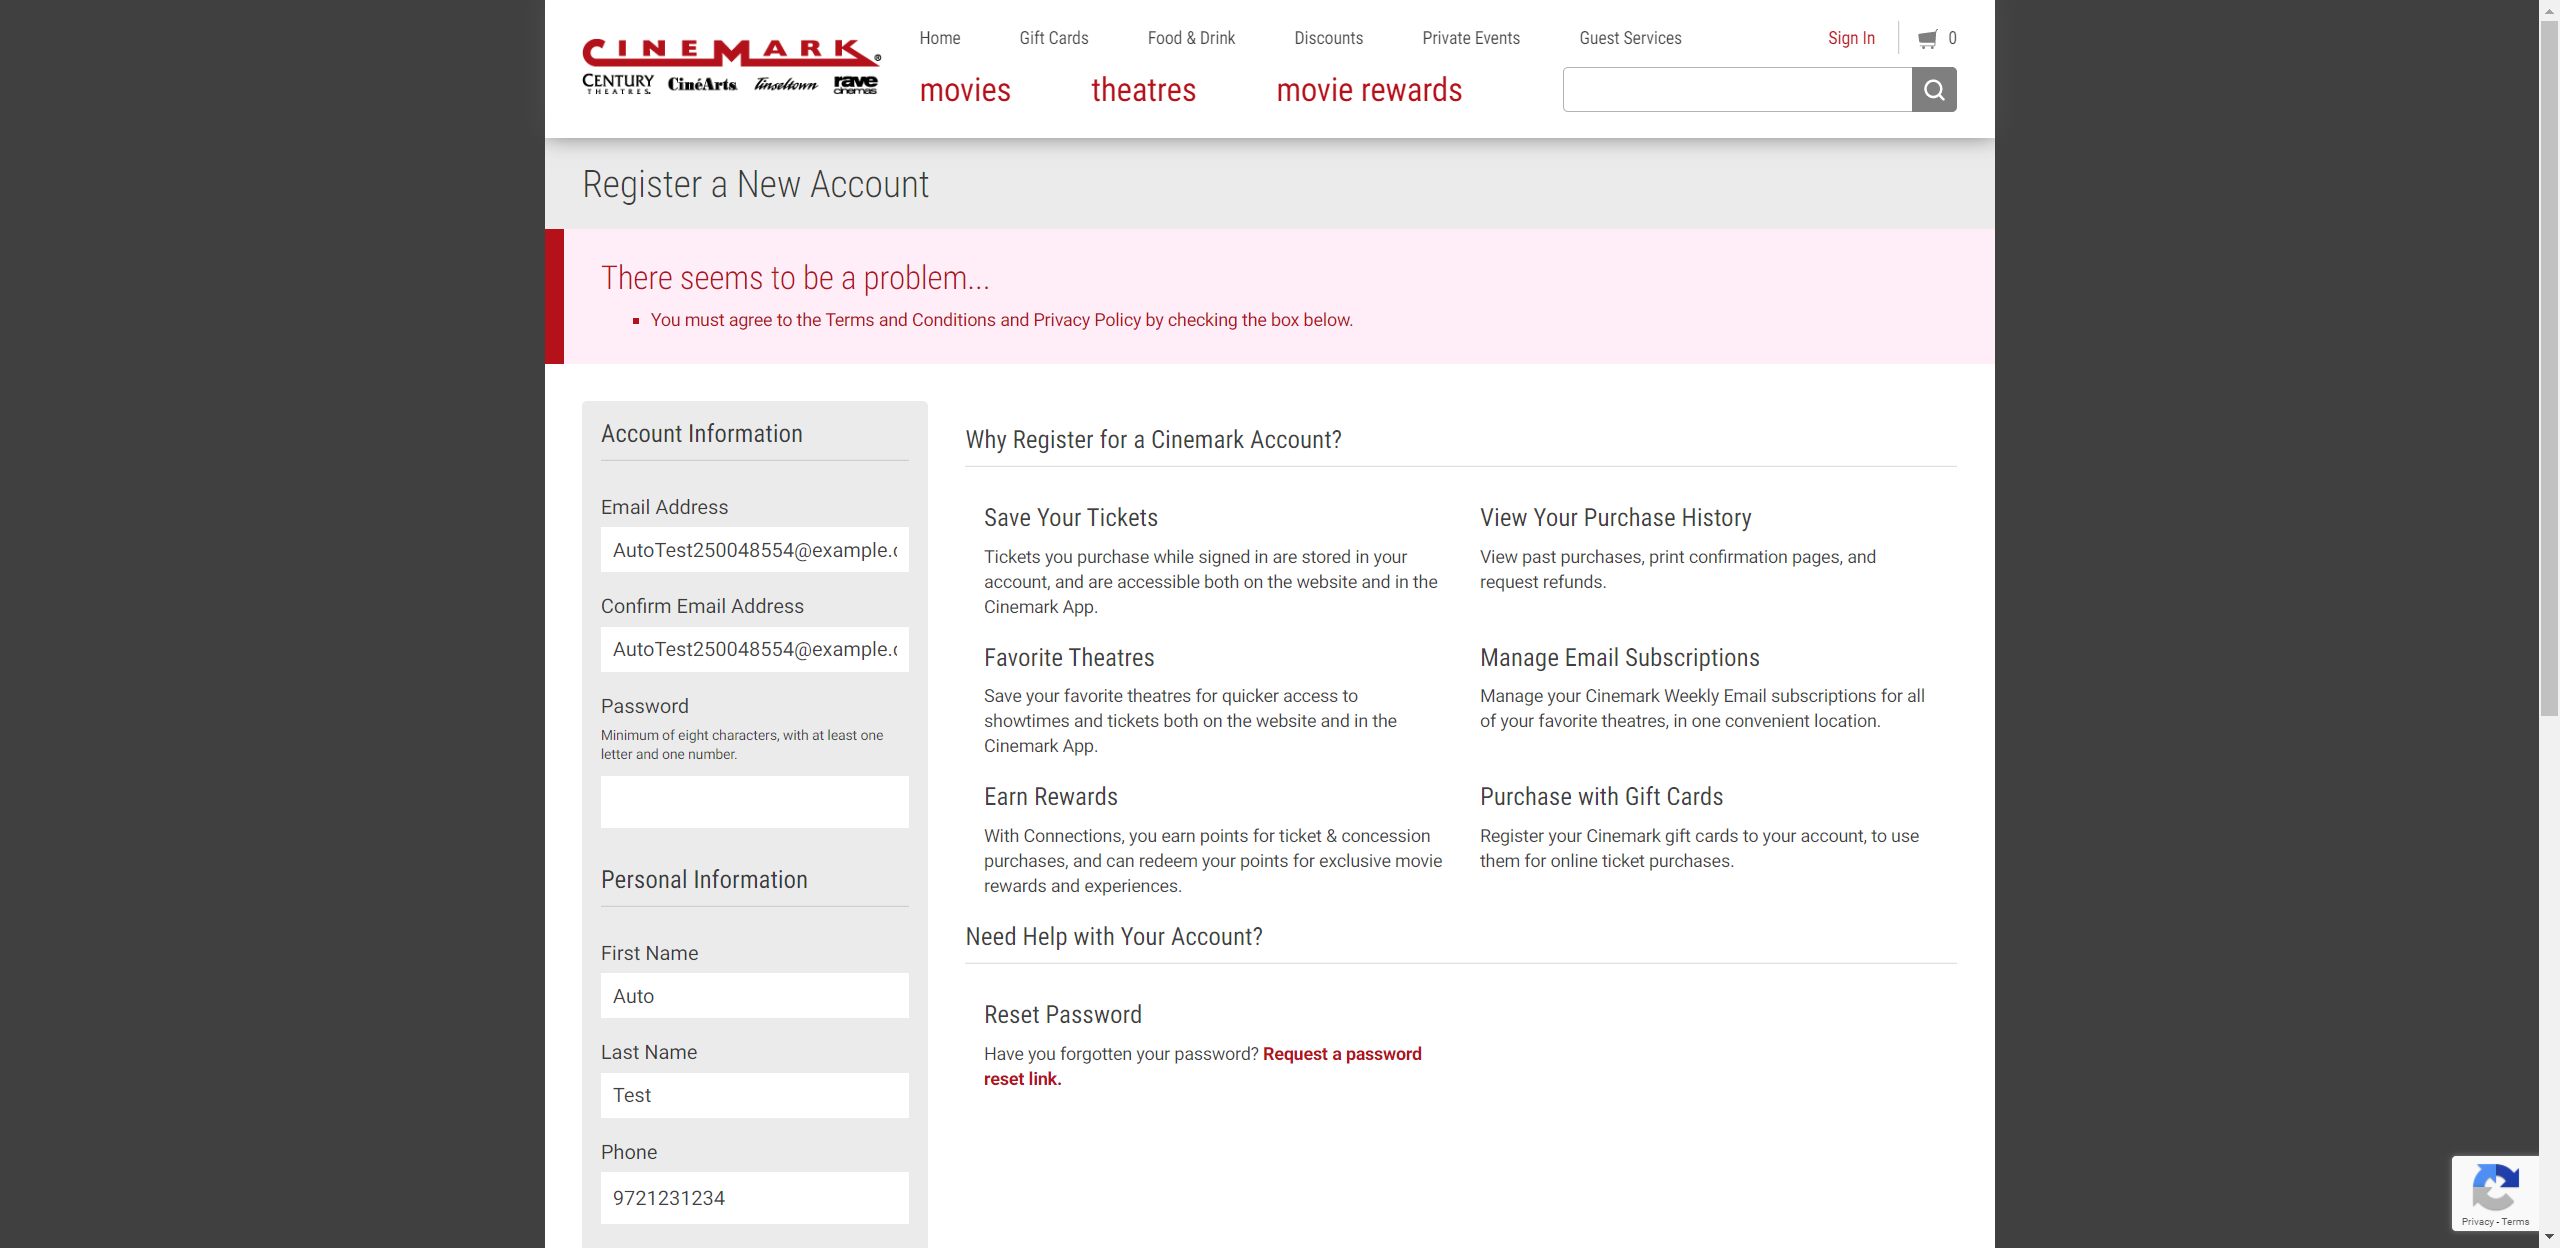 CINEMARK
CENTURY THEATRES. CinéArts Tinseltown rave cinemas
Home Gift Cards Food & Drink Discounts Private Events Guest Services Sign In 0
movies theatres movie rewards
Register a New Account
There seems to be a problem...
You must agree to the Terms and Conditions and Privacy Policy by checking the box below.
Account Information
Email Address
AutoTest250048554@example.c
Confirm Email Address
AutoTest250048554@example.c
Password
Minimum of eight characters, with at least one
letter and one number.
Personal Information
First Name
Auto
Last Name
Test
Phone
9721231234
Why Register for a Cinemark Account?
Save Your Tickets
Tickets you purchase while signed in are stored in your
account, and are accessible both on the website and in the
Cinemark App.
View Your Purchase History
View past purchases, print confirmation pages, and
request refunds.
Favorite Theatres
Save your favorite theatres for quicker access to
showtimes and tickets both on the website and in the
Cinemark App.
Manage Email Subscriptions
Manage your Cinemark Weekly Email subscriptions for all
of your favorite theatres, in one convenient location.
Earn Rewards
With Connections, you earn points for ticket & concession
purchases, and can redeem your points for exclusive movie
rewards and experiences.
Purchase with Gift Cards
Register your Cinemark gift cards to your account, to use
them for online ticket purchases.
Need Help with Your Account?
Reset Password
Have you forgotten your password? Request a password
reset link.
Privacy - Terms